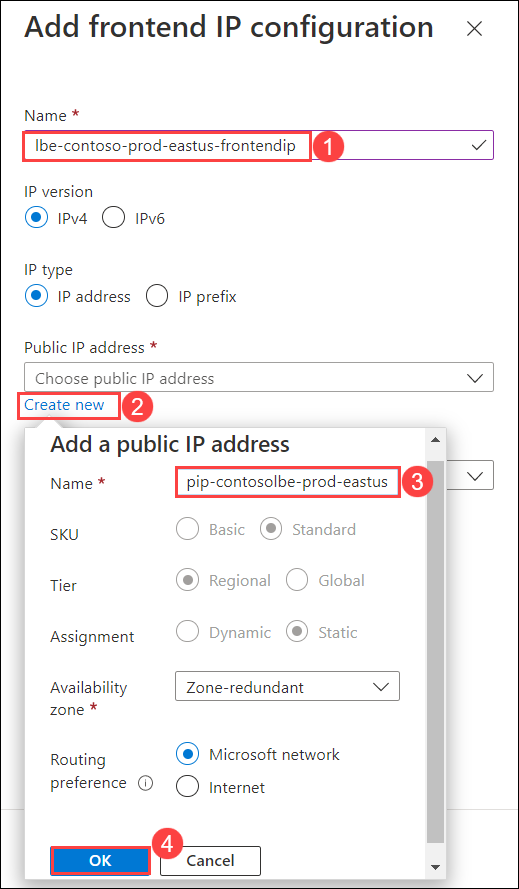 Add frontend IP configuration
Name *
lbe-contoso-prod-eastus-frontendip
1
IP version
IPv4 IPv6
IP type
IP address IP prefix
Public IP address *
Choose public IP address
Create new
2
Add a public IP address
Name *
pip-contosolbe-prod-eastus
3
SKU
Basic Standard
Tier
Regional Global
Assignment
Dynamic Static
Availability
zone *
Zone-redundant
Routing
preference
Microsoft network
Internet
4
OK Cancel